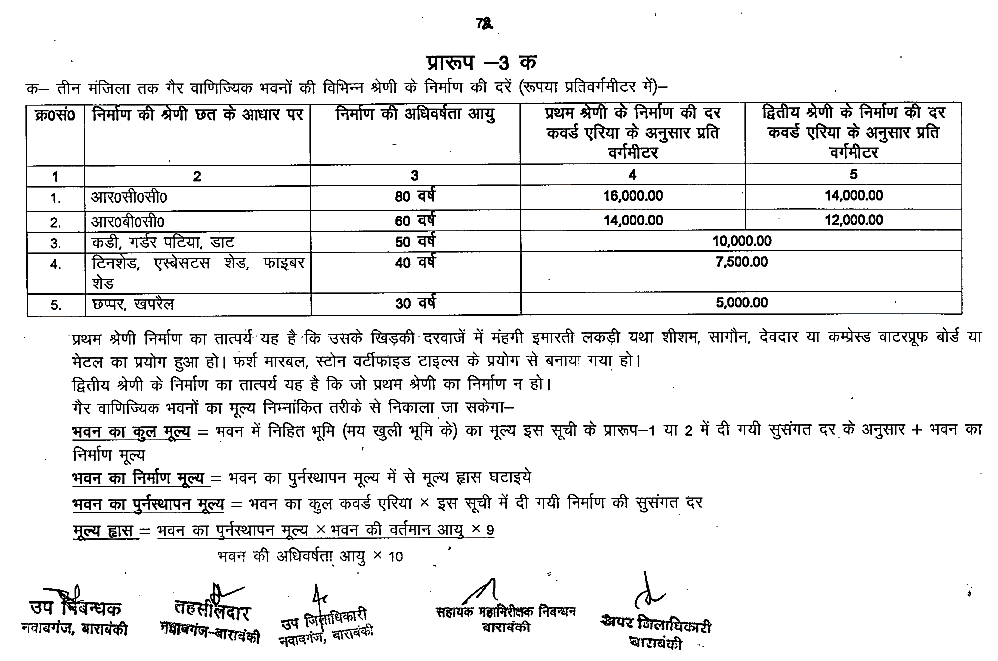 प्रारूप –3 क
क– तीन मंजिला तक गैर वाणिज्यिक भवनों की विभिन्न श्रेणी के निर्माण की दरें (रूपया प्रतिवर्गमीटर में)–
क्र0सं0 निर्माण की श्रेणी छत के आधार पर निर्माण की अधिवर्षता आयु प्रथम श्रेणी के निर्माण की दर द्वितीय श्रेणी के निर्माण की दर
कवर्ड एरिया के अनुसार प्रति कवर्ड एरिया के अनुसार प्रति
वर्गमीटर वर्गमीटर
1 2 3 4 5
1. आर0सी0सी0 80 वर्ष 16,000.00 14,000.00
2. आर0बी0सी0 60 वर्ष 14,000.00 12,000.00
3. कडी, गर्डर पटिया, डाट 50 वर्ष 10,000.00
4. टिनशेड, एस्बेसटस शेड, फाइबर 40 वर्ष 7,500.00
शेड
5. छप्पर, खपरैल 30 वर्ष 5,000.00
प्रथम श्रेणी निर्माण का तात्पर्य यह है कि उसके खिड़की दरवाजें में मंहगी इमारती लकड़ी यथा शीशम, सागौन, देवदार या कम्प्रेस्ड वाटरप्रूफ बोर्ड या
मेटल का प्रयोग हुआ हो। फर्श मारबल, स्टोन वर्टीफाइड टाइल्स के प्रयोग से बनाया गया हो।
द्वितीय श्रेणी के निर्माण का तात्पर्य यह है कि जो प्रथम श्रेणी का निर्माण न हो।
गैर वाणिज्यिक भवनों का मूल्य निम्नांकित तरीके से निकाला जा सकेगा–
भवन का कुल मूल्य = भवन में निहित भूमि (मय खुली भूमि के) का मूल्य इस सूची के प्रारूप–1 या 2 में दी गयी सुसंगत दर के अनुसार + भवन का
निर्माण मूल्य
भवन का निर्माण मूल्य = भवन का पुर्नस्थापन मूल्य में से मूल्य ह्रास घटाइये
भवन का पुर्नस्थापन मूल्य = भवन का कुल कवर्ड एरिया × इस सूची में दी गयी निर्माण की सुसंगत दर
मूल्य ह्रास = भवन का पुर्नस्थापन मूल्य × भवन की वर्तमान आयु × 9
भवन की अधिवर्षता आयु × 10
उप निबन्धक तहसीलदार उप जिलाधिकारी सहायक महानिरीक्षक निबन्धन अपर जिलाधिकारी
नवाबगंज, बाराबंकी नवाबगंज–बाराबंकी नवाबगंज, बाराबंकी बाराबंकी बाराबंकी